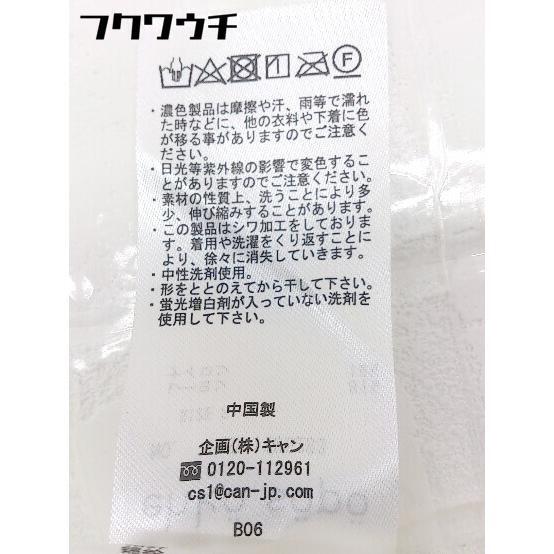 フクワウチ
・濃色製品は摩擦や汗、雨等で濡れ
た時などに、他の衣料や下着に色
が移る事がありますのでご注意く
ださい。
・日光等紫外線の影響で変色するこ
とがありますのでご注意ください。
・素材の性質上、洗うことにより多
少、伸び縮みすることがあります。
・この製品はシワ加工をしておりま
す。着用や洗濯をくり返すことに
より、徐々に消失していきます。
・中性洗剤使用。
・形をととのえてから干して下さい。
・蛍光増白剤が入っていない洗剤を
使用して下さい。
中国製
企画(株)キャン
0120-112961
cs1@can-jp.com
B06